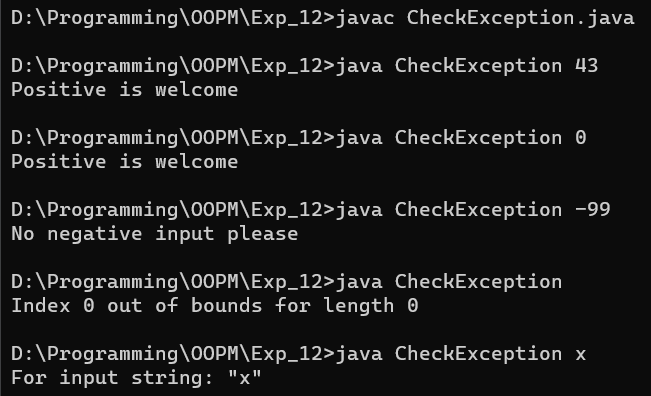 D:\Programming\OOPM\Exp_12>javac CheckException.java
D:\Programming\OOPM\Exp_12>java CheckException 43
Positive is welcome
D:\Programming\OOPM\Exp_12>java CheckException 0
Positive is welcome
D:\Programming\OOPM\Exp_12>java CheckException -99
No negative input please
D:\Programming\OOPM\Exp_12>java CheckException
Index 0 out of bounds for length 0
D:\Programming\OOPM\Exp_12>java CheckException x
For input string: "x"